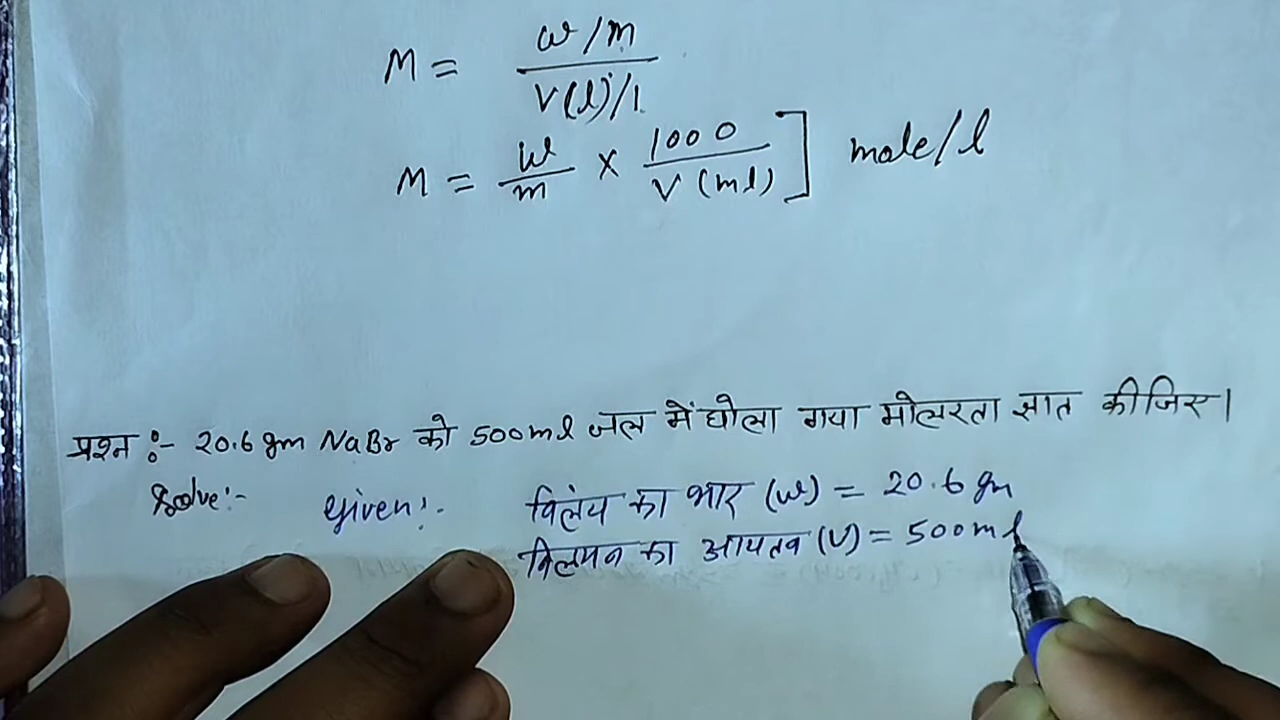 M = w/m / V(l)/1
M = w/m × 1000/V(ml) ] mole/l
प्रश्न :- 20.6 gm NaBr को 500ml जल में घोला गया मोलरता ज्ञात कीजिए।
Solve:- Given:- विलेय का भार (w) = 20.6 gm
विलयन का आयतन (V) = 500ml